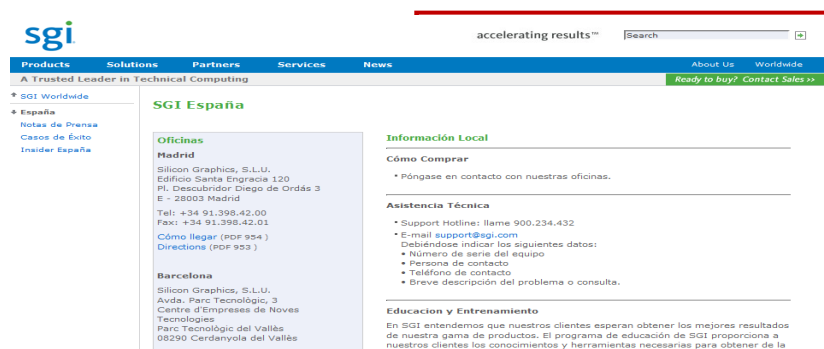 sgi
accelerating results™
Search
Products Solutions Partners Services News About Us Worldwide
A Trusted Leader in Technical Computing
Ready to buy? Contact Sales >>
SGI Worldwide
España
Notas de Prensa
Casos de Éxito
Insider España
SGI España
Oficinas
Madrid
Silicon Graphics, S.L.U.
Edificio Santa Engracia 120
Pl. Descubridor Diego de Ordás 3
E - 28003 Madrid
Tel: +34 91.398.42.00
Fax: +34 91.398.42.01
Cómo llegar (PDF 954 )
Directions (PDF 953 )
Barcelona
Silicon Graphics, S.L.U.
Avda. Parc Tecnològic, 3
Centre d'Empreses de Noves
Tecnologies
Parc Tecnològic del Vallès
08290 Cerdanyola del Vallès
Información Local
Cómo Comprar
• Póngase en contacto con nuestras oficinas.
Asistencia Técnica
• Support Hotline: llame 900.234.432
• E-mail support@sgi.com
Debiéndose indicar los siguientes datos:
• Número de serie del equipo
• Persona de contacto
• Teléfono de contacto
• Breve descripción del problema o consulta.
Educacion y Entrenamiento
En SGI entendemos que nuestros clientes esperan obtener los mejores resultados
de nuestra gama de productos. El programa de educación de SGI proporciona a
nuestros clientes los conocimientos y herramientas necesarias para obtener de la